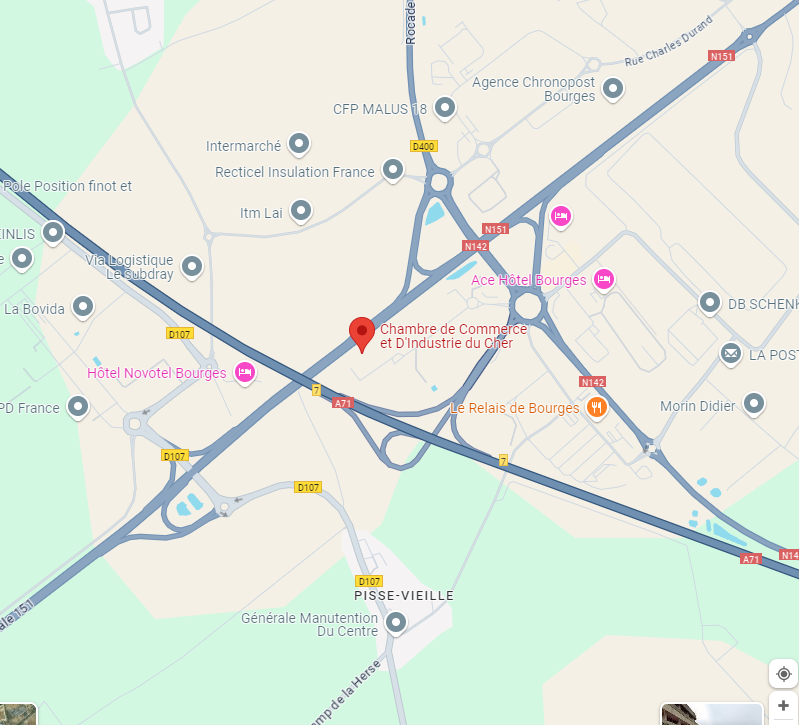 Rocade
Rue Charles Durand
N151
Agence Chronopost
Bourges
CFP MALUS 18
Intermarché
D400
Recticel Insulation France
Pole Position finot et
Itm Lai
N151
N142
EINLIS
Via Logistique
Le subdray
Ace Hôtel Bourges
La Bovida
DB SCHENK
D107
Chambre de Commerce
et D'Industrie du Cher
LA POST
Hôtel Novotel Bourges
7
N142
A71
PD France
Le Relais de Bourges
Morin Didier
D107
7
D107
N14
A71
D107
PISSE-VIEILLE
ale 151
Générale Manutention
Du Centre
mp de la Herse